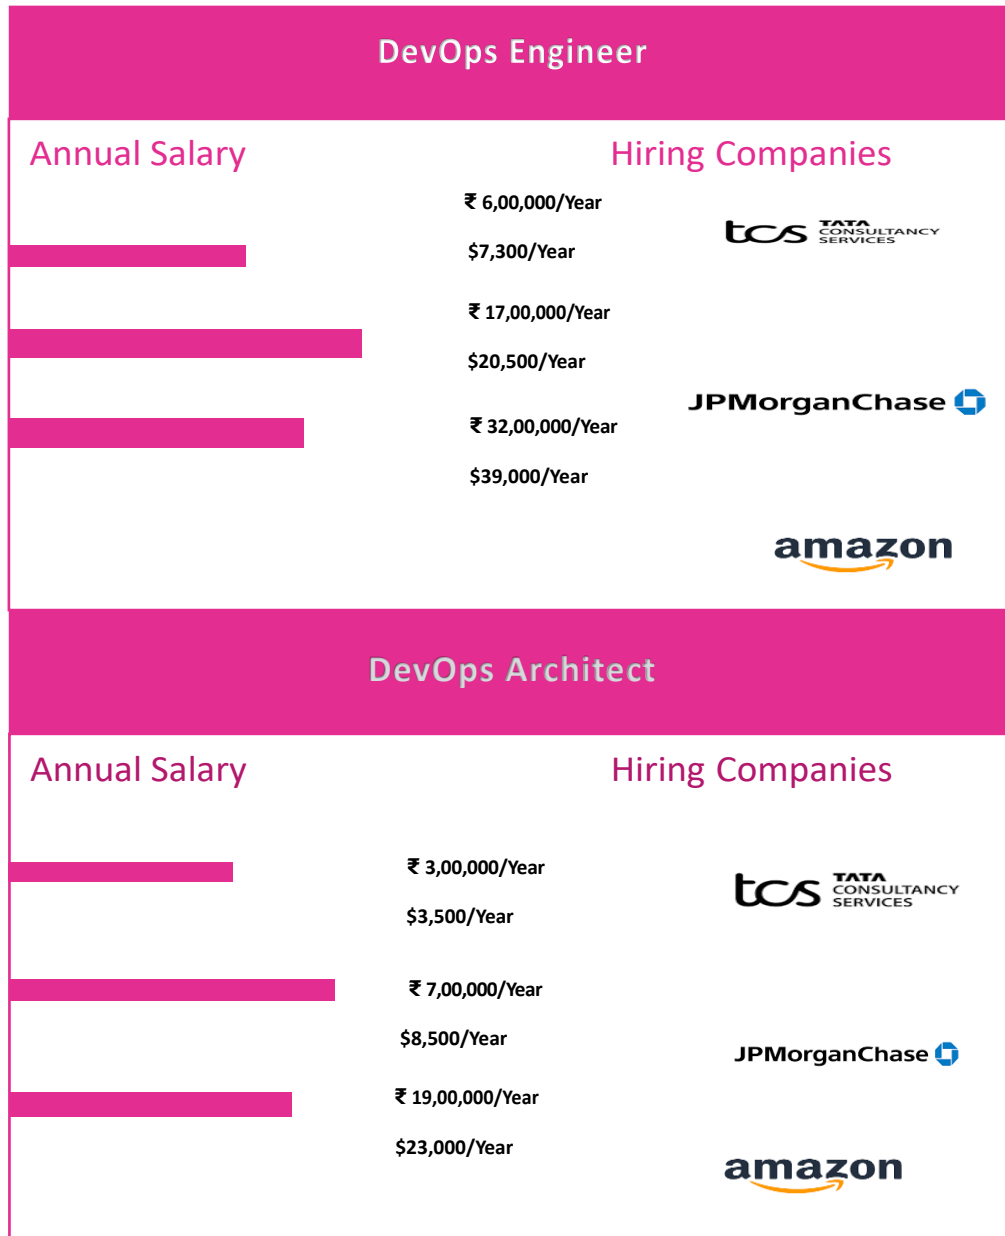 DevOps Engineer
Annual Salary
Hiring Companies
₹ 6,00,000/Year
$7,300/Year
₹ 17,00,000/Year
$20,500/Year
₹ 32,00,000/Year
$39,000/Year
tcs TATA
CONSULTANCY
SERVICES
JPMorganChase
amazon
DevOps Architect
Annual Salary
Hiring Companies
₹ 3,00,000/Year
$3,500/Year
₹ 7,00,000/Year
$8,500/Year
₹ 19,00,000/Year
$23,000/Year
tcs TATA
CONSULTANCY
SERVICES
JPMorganChase
amazon